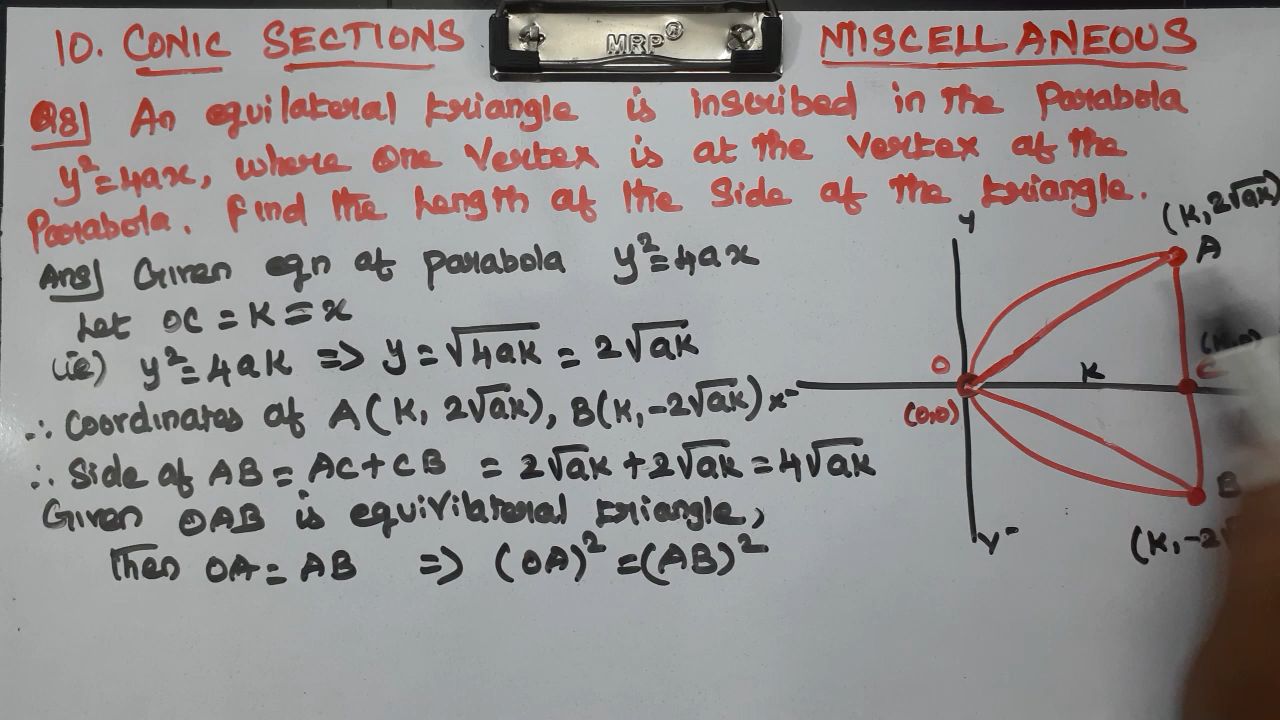 10. CONIC SECTIONS
MRP®
MISCELLANEOUS
Q8] An equilateral triangle is inscribed in the Parabola
y²=4ax, where one vertex is at the vertex of the
Parabola. Find the length of the Side of the triangle.
Ans] Given eqn of parabola y²=4ax
Let OC = K = x
(ie) y²=4ak => y = √4ak = 2√ak
∴ Coordinates of A(K, 2√ak), B(K, -2√ak)
∴ Side of AB = AC+CB = 2√ak + 2√ak = 4√ak
Given OAB is equivilateral triangle,
Then OA = AB => (OA)² = (AB)²
y
(K, 2√ak)
A
O
K
C
(0,0)
x-
B
(K, -2√
y-